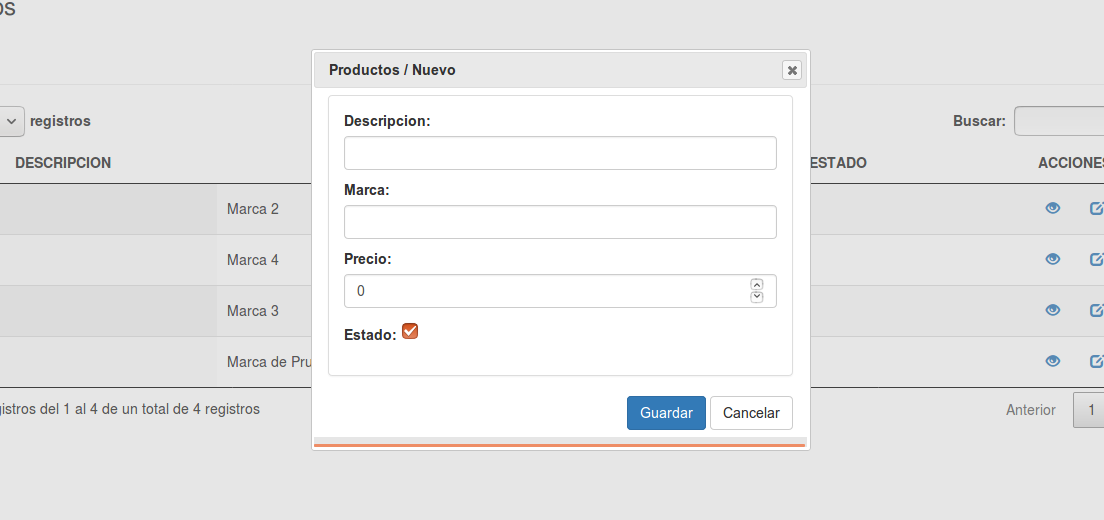 os
Productos / Nuevo
registros
Buscar:
Descripcion:
DESCRIPCION
ESTADO
ACCIONES
Marca:
Marca 2
Marca 4
Precio:
0
Marca 3
Estado:
Marca de Pru
gistros del 1 al 4 de un total de 4 registros
Guardar
Cancelar
Anterior
1